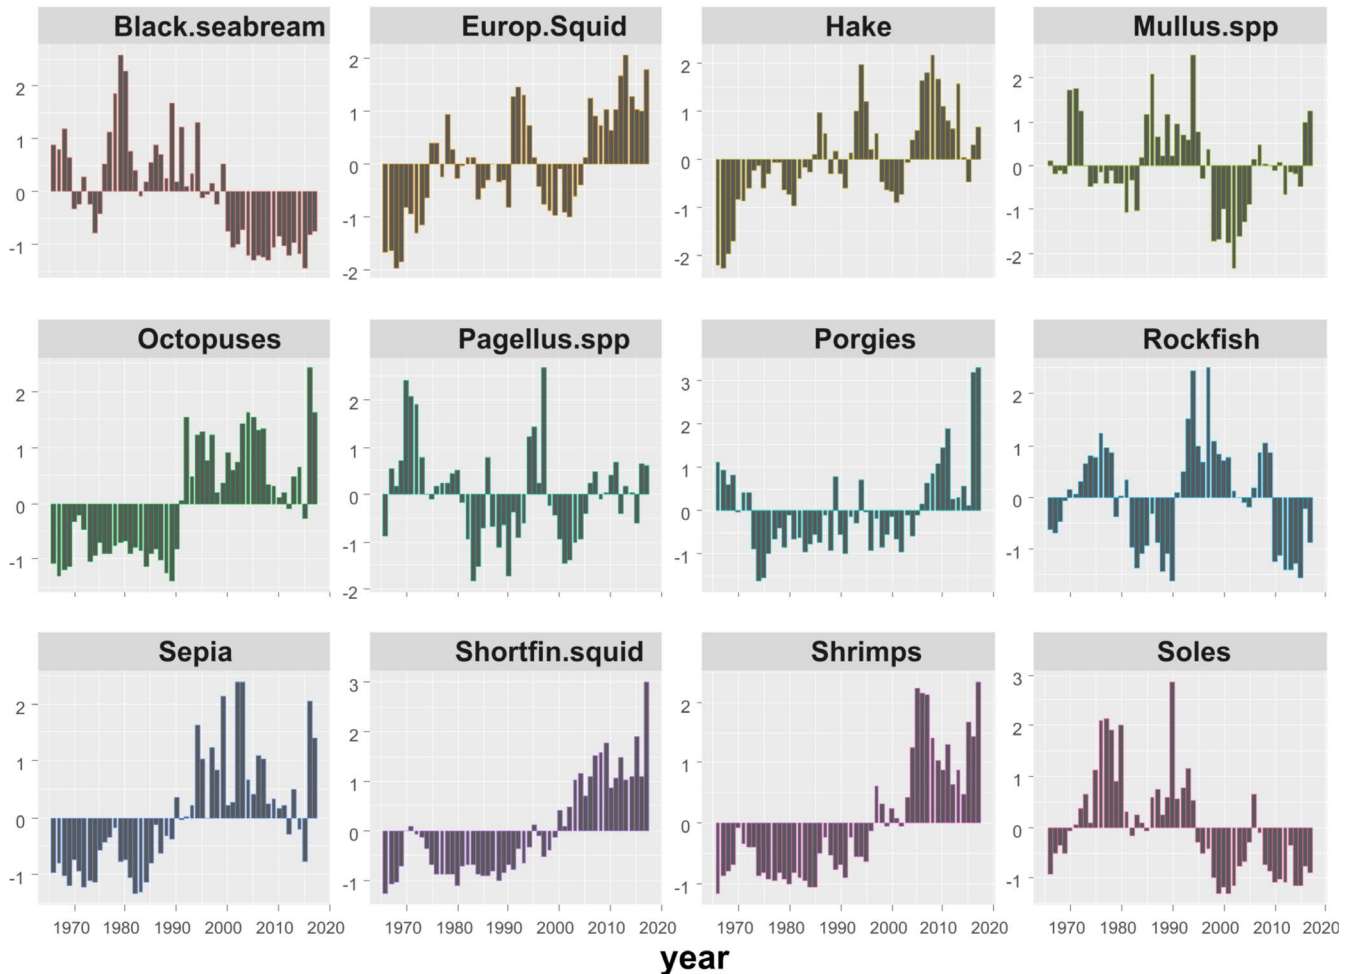 Black.seabream Europ.Squid Hake Mullus.spp
2 2 2 2
1 1 1 1
0 0 0 0
-1 -1 -1 -1
-2 -2 -2
Octopuses Pagellus.spp Porgies Rockfish
2 2 3 2
1 1 2 1
0 0 1 0
-1 -1 0 -1
-2 -1
Sepia Shortfin.squid Shrimps Soles
2 3 2 3
1 2 1 2
0 1 0 1
-1 0 -1 0
-1 -1
1970 1980 1990 2000 2010 2020 1970 1980 1990 2000 2010 2020 1970 1980 1990 2000 2010 2020 1970 1980 1990 2000 2010 2020
year